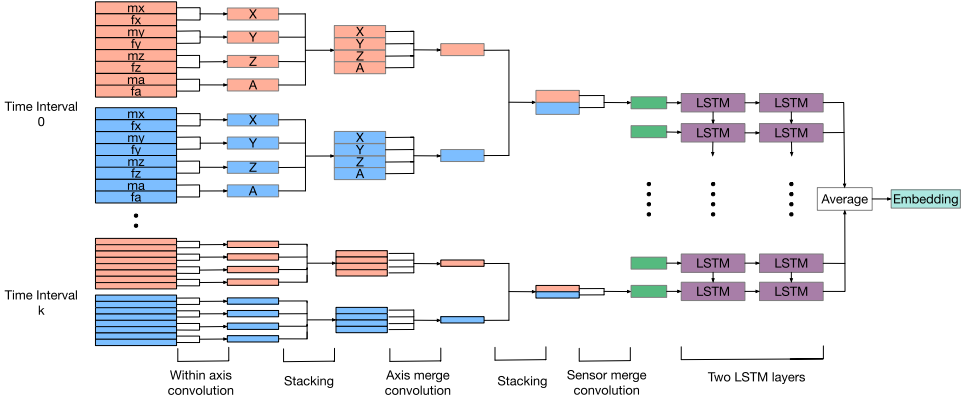 mx
fx
my
fy
mz
fz
ma
fa
X
Y
Z
A
X
Y
Z
A
Time Interval
0
mx
fx
my
fy
mz
fz
ma
fa
X
Y
Z
A
X
Y
Z
A
LSTM LSTM
LSTM LSTM
Average Embedding
LSTM LSTM
LSTM LSTM
Time Interval
k
Within axis
convolution
Stacking
Axis merge
convolution
Stacking
Sensor merge
convolution
Two LSTM layers